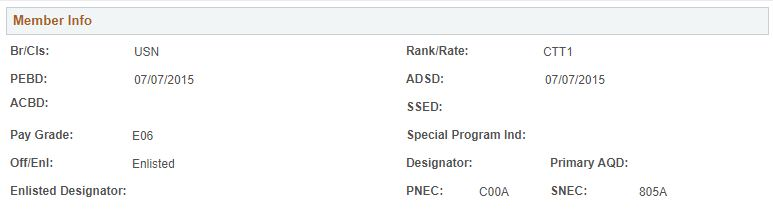 Member Info
Br/Cls: USN Rank/Rate: CTT1
PEBD: 07/07/2015 ADSD: 07/07/2015
ACBD: SSED:
Pay Grade: E06 Special Program Ind:
Off/Enl: Enlisted Designator: Primary AQD:
Enlisted Designator: PNEC: C00A SNEC: 805A